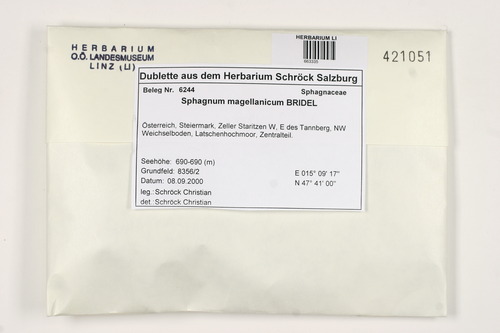 HERBARIUM
O.Ö. LANDESMUSEUM
LINZ (LI)
HERBARIUM LI
421051
Dublette aus dem Herbarium Schröck Salzburg
Beleg Nr. 6244 Sphagnaceae
Sphagnum magellanicum BRIDEL
Österreich, Steiermark, Zeller Staritzen W, E des Tannberg, NW
Weichselboden, Latschenhochmoor, Zentralteil.
Seehöhe: 690-690 (m)
Grundfeld: 8356/2 E 015° 09' 17"
Datum: 08.09.2000 N 47° 41' 00"
leg.: Schröck Christian
det.: Schröck Christian